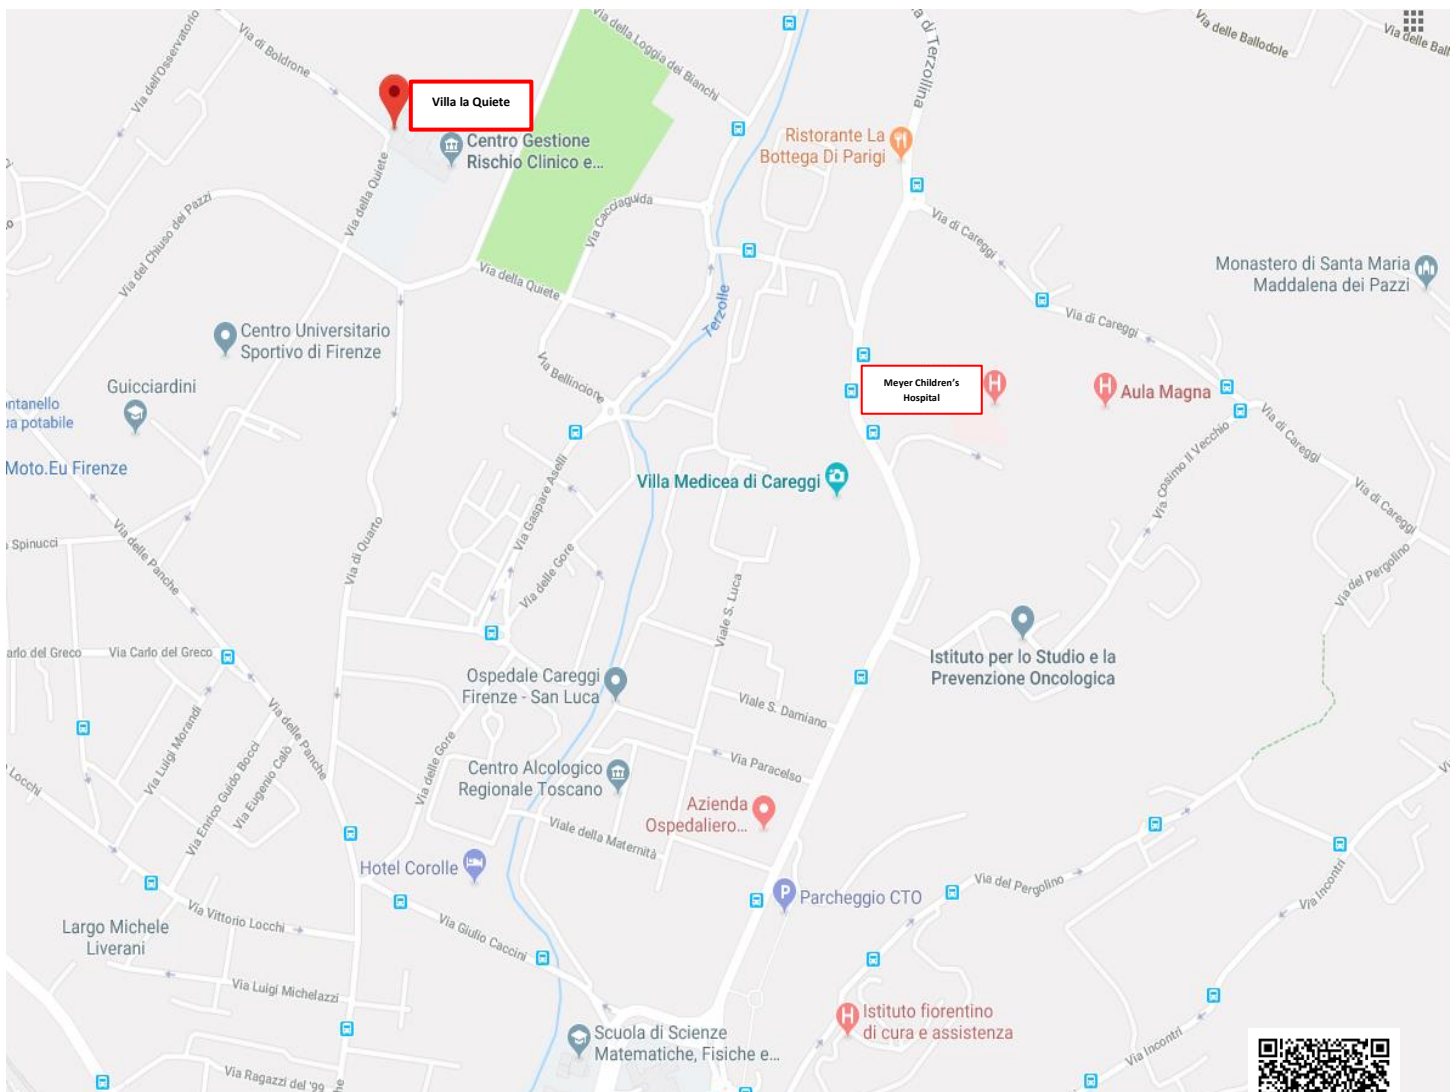 Via dell'Osservatorio
Via di Boldrone
Via della Loggia dei Bianchi
Via di Terzollina
Via delle Ballodole
Villa la Quiete
Centro Gestione
Rischio Clinico e...
Ristorante La
Bottega Di Parigi
Via della Quiete
Via del Chiuso dei Pazzi
Via Cacciaguida
Via di Careggi
Monastero di Santa Maria
Maddalena dei Pazzi
Via della Quiete
Terzolle
Via di Careggi
Centro Universitario
Sportivo di Firenze
Via Bellincione
Guicciardini
Meyer Children's
Hospital
Aula Magna
ontanello
ua potabile
Via di Careggi
Moto.Eu Firenze
Villa Medicea di Careggi
Via Cosimo Il Vecchio
Via Gaspare Aselli
Via di Careggi
Spinucci
Via delle Panche
Via di Quarto
Via delle Gore
Via del Pergolino
Viale S. Luca
arlo del Greco
Via Carlo del Greco
Istituto per lo Studio e la
Prevenzione Oncologica
Ospedale Careggi
Firenze - San Luca
Viale S. Damiano
Via Luigi Morandi
Via delle Panche
Via Enrico Guido Bocci
Via Eugenio Calò
Via delle Gore
Via Paracelso
Centro Alcologico
Regionale Toscano
Locchi
Azienda
Ospedaliero...
Viale della Maternità
Hotel Corolle
Via del Pergolino
Parcheggio CTO
P
Via Incontri
Via Vittorio Locchi
Via Giulio Caccini
Largo Michele
Liverani
Via Luigi Michelazzi
Istituto fiorentino
di cura e assistenza
Scuola di Scienze
Matematiche, Fisiche e...
Via Incontri
Via Ragazzi del '99